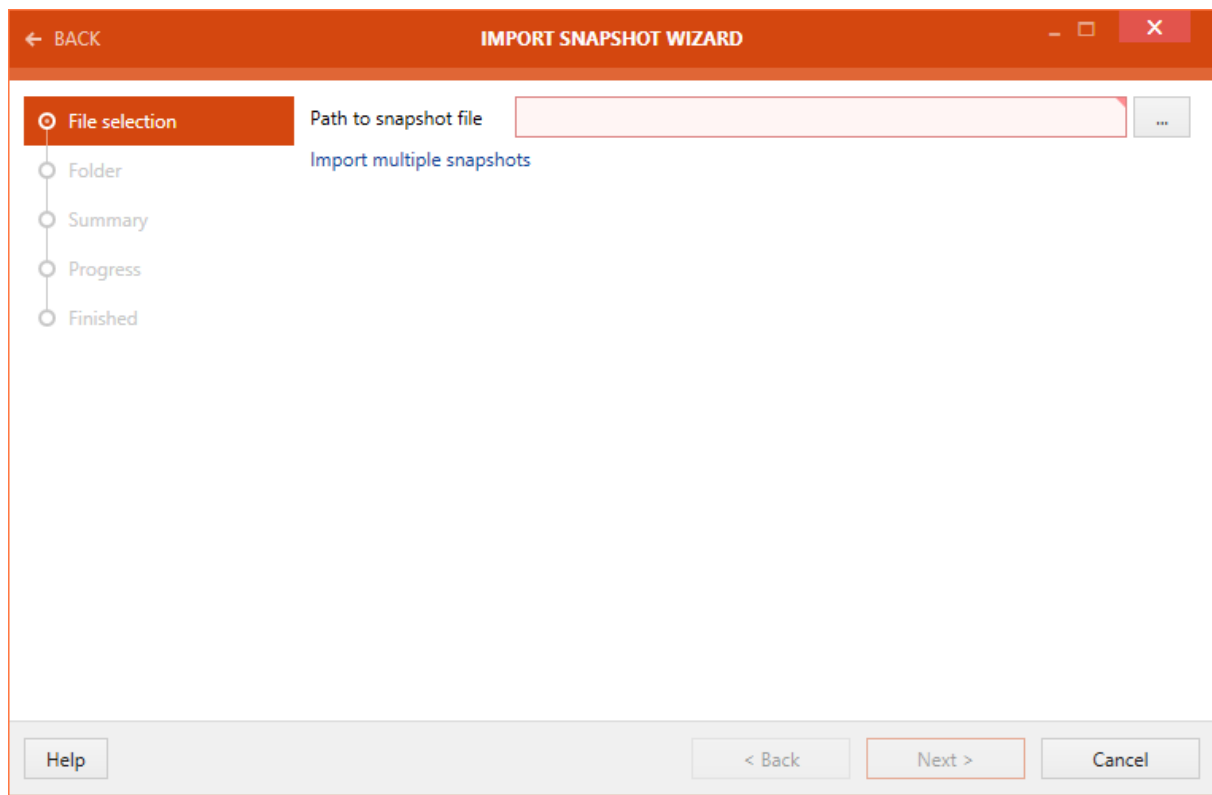 ← BACK
IMPORT SNAPSHOT WIZARD
File selection
Folder
Summary
Progress
Finished
Path to snapshot file
...
Import multiple snapshots
Help
< Back
Next >
Cancel